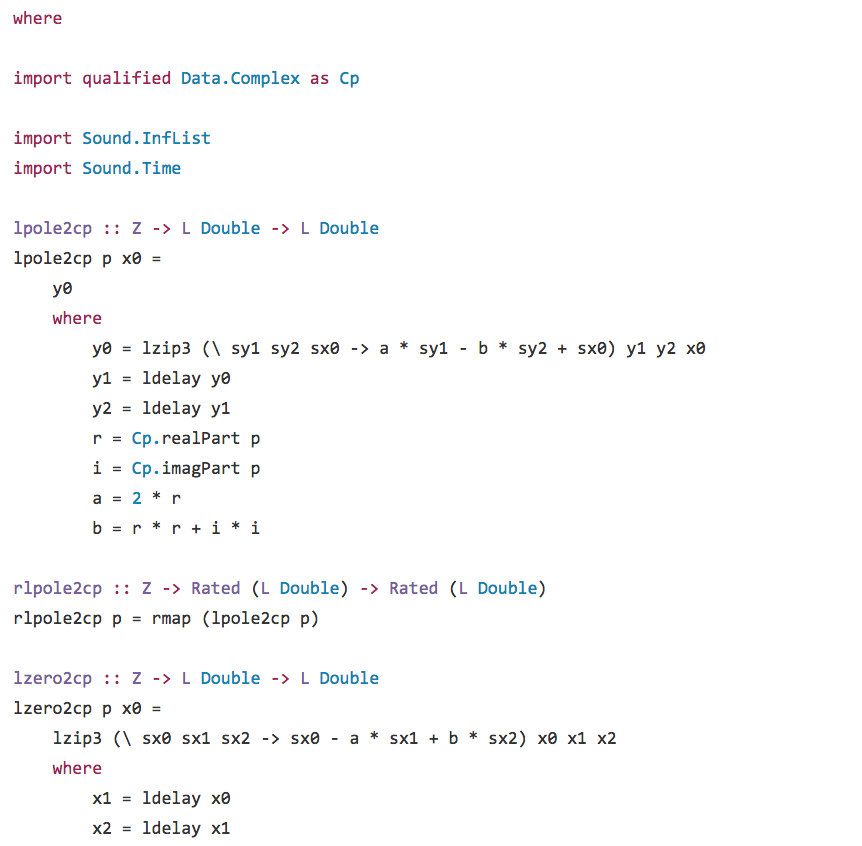 where
import qualified Data.Complex as Cp
import Sound.InfList
import Sound.Time
lpole2cp :: Z -> L Double -> L Double
lpole2cp p x0 =
    y0
    where
        y0 = lzip3 (\ sy1 sy2 sx0 -> a * sy1 - b * sy2 + sx0) y1 y2 x0
        y1 = ldelay y0
        y2 = ldelay y1
        r = Cp.realPart p
        i = Cp.imagPart p
        a = 2 * r
        b = r * r + i * i
rlpole2cp :: Z -> Rated (L Double) -> Rated (L Double)
rlpole2cp p = rmap (lpole2cp p)
lzero2cp :: Z -> L Double -> L Double
lzero2cp p x0 =
    lzip3 (\ sx0 sx1 sx2 -> sx0 - a * sx1 + b * sx2) x0 x1 x2
    where
        x1 = ldelay x0
        x2 = ldelay x1